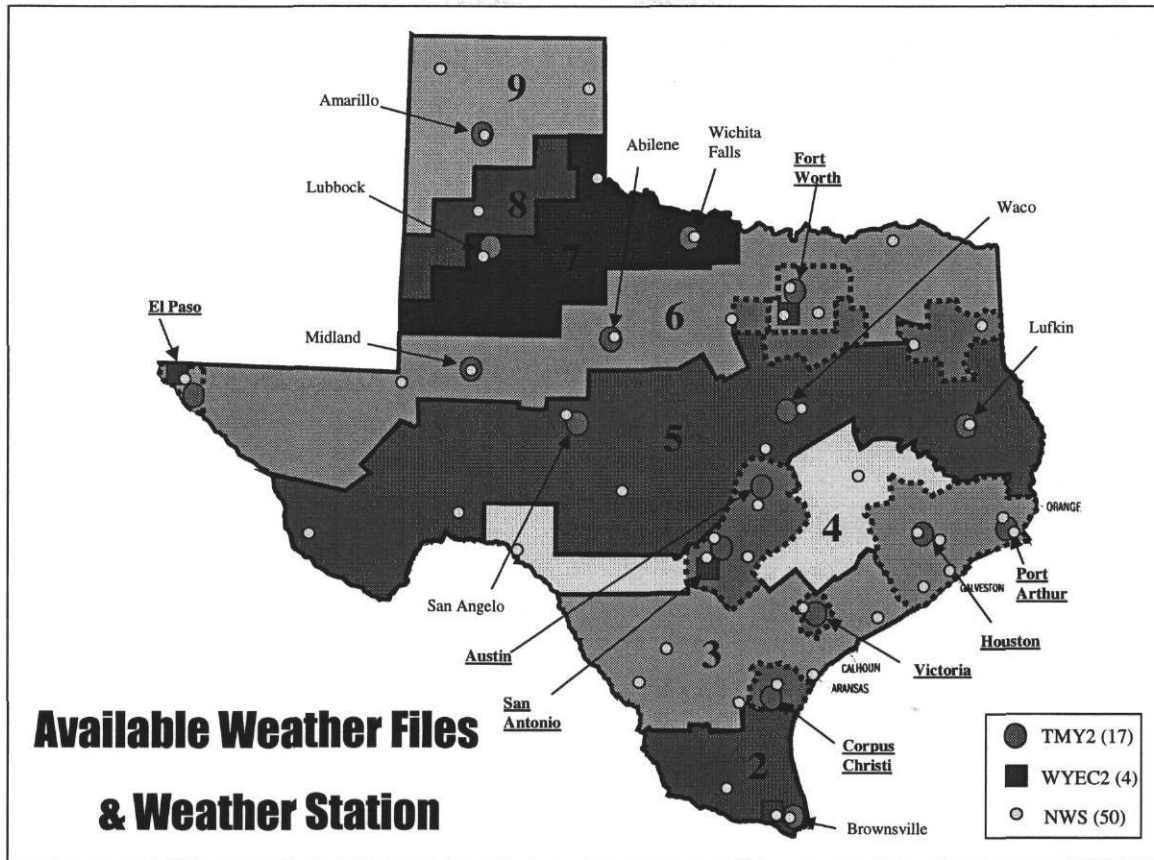 9
Amarillo
Abilene
Wichita
Falls
Fort
Worth
Lubbock
8
Waco
7
El Paso
6
Midland
Lufkin
5
4
ORANGE
San Angelo
GALVESTON
Port
Arthur
Austin
3
Houston
CALHOUN
Victoria
ARANSAS
San
Antonio
Available Weather Files
& Weather Station
Corpus
Christi
2
Brownsville
TMY2 (17)
WYEC2 (4)
NWS (50)